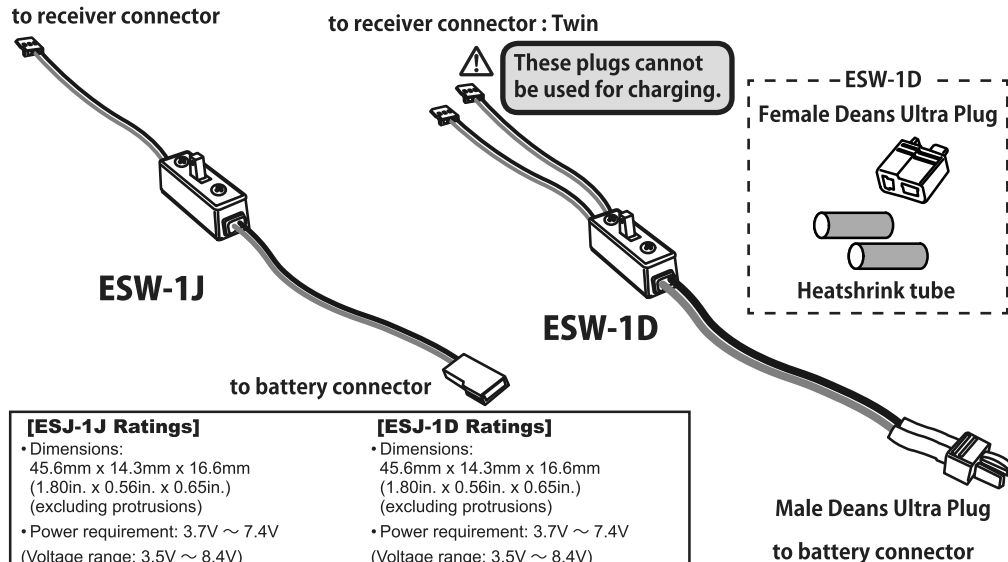 to receiver connector
to receiver connector : Twin
These plugs cannot
be used for charging.
ESW-1D
Female Deans Ultra Plug
Heatshrink tube
ESW-1J
ESW-1D
to battery connector
Male Deans Ultra Plug
to battery connector
[ESJ-1J Ratings]
• Dimensions:
45.6mm x 14.3mm x 16.6mm
(1.80in. x 0.56in. x 0.65in.)
(excluding protrusions)
• Power requirement: 3.7V ～ 7.4V
(Voltage range: 3.5V ～ 8.4V)
[ESJ-1D Ratings]
• Dimensions:
45.6mm x 14.3mm x 16.6mm
(1.80in. x 0.56in. x 0.65in.)
(excluding protrusions)
• Power requirement: 3.7V ～ 7.4V
(Voltage range: 3.5V ～ 8.4V)